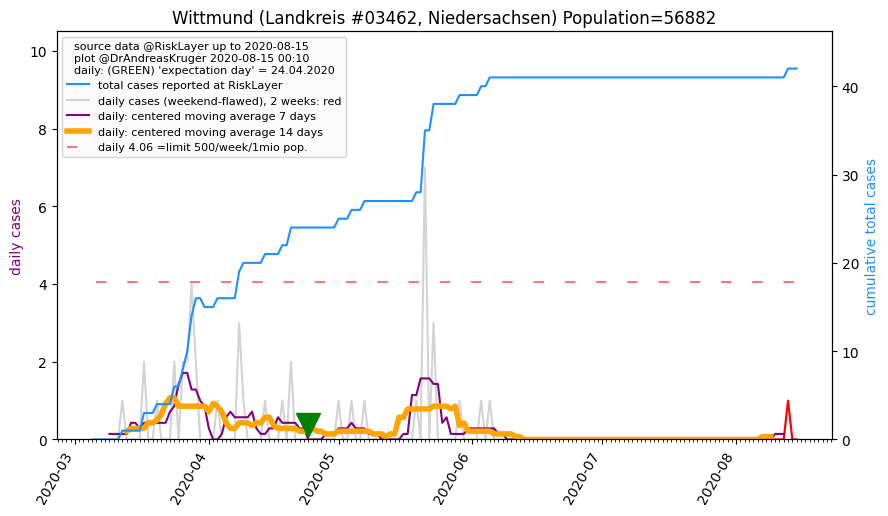 Wittmund (Landkreis #03462, Niedersachsen) Population=56882
source data @RiskLayer up to 2020-08-15
plot @DrAndreasKruger 2020-08-15 00:10
daily: (GREEN) 'expectation day' = 24.04.2020
total cases reported at RiskLayer
daily cases (weekend-flawed), 2 weeks: red
daily: centered moving average 7 days
daily: centered moving average 14 days
daily 4.06 =limit 500/week/1mio pop.
daily cases
10
8
6
4
2
0
cumulative total cases
40
30
20
10
0
2020-03
2020-04
2020-05
2020-06
2020-07
2020-08